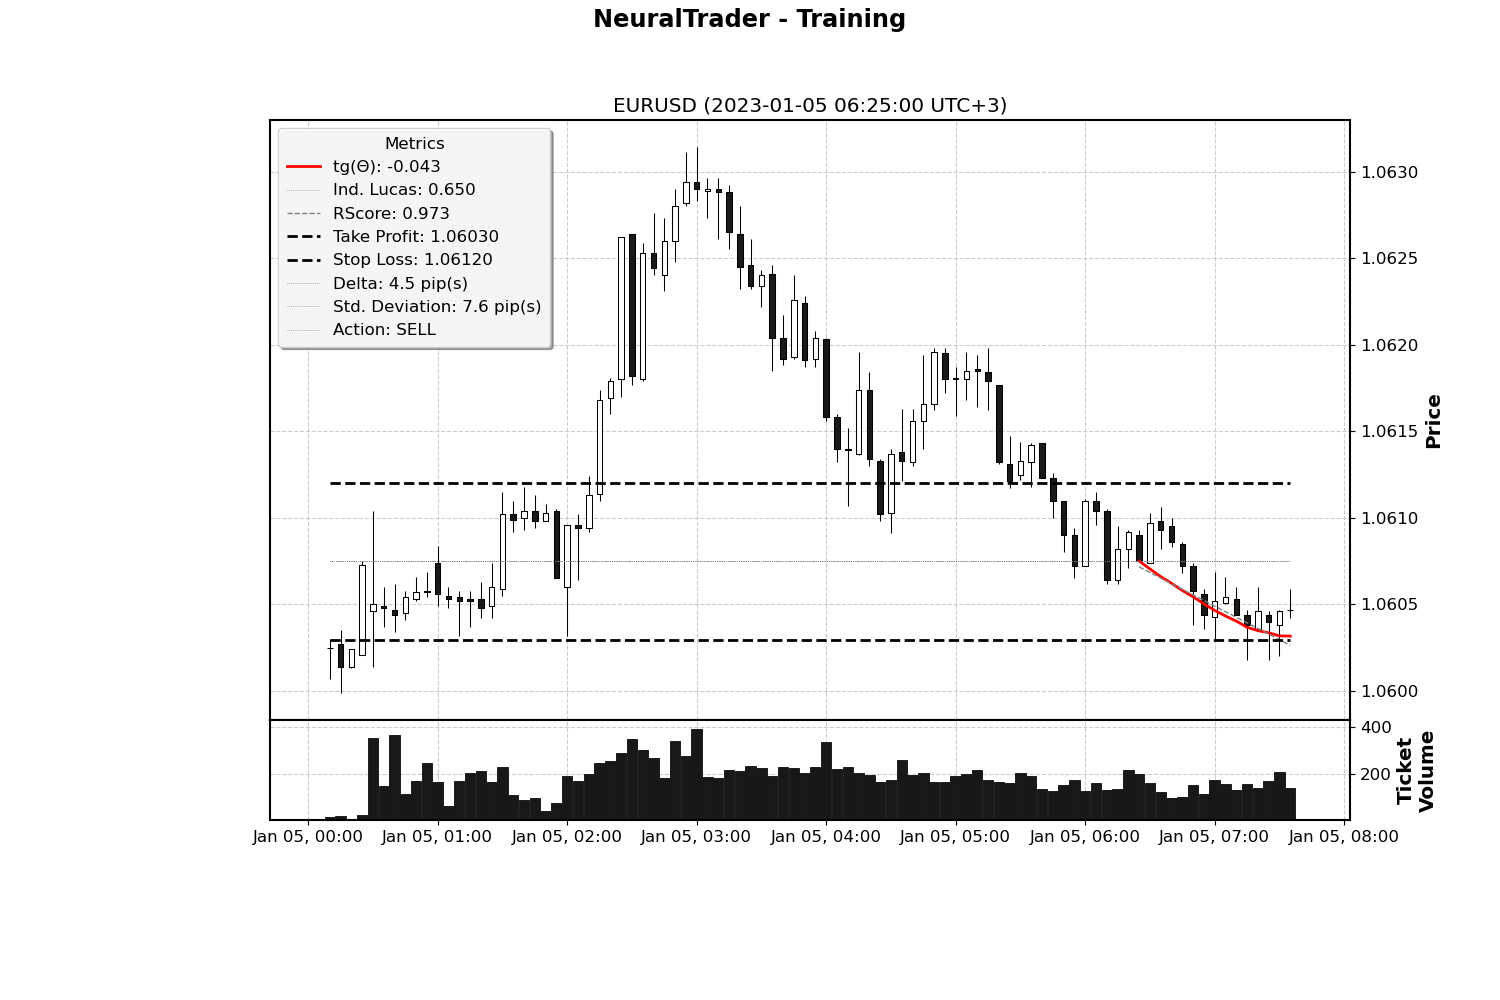 NeuralTrader - Training
EURUSD (2023-01-05 06:25:00 UTC+3)
Metrics
tg(Θ): -0.043
Ind. Lucas: 0.650
RScore: 0.973
Take Profit: 1.06030
Stop Loss: 1.06120
Delta: 4.5 pip(s)
Std. Deviation: 7.6 pip(s)
Action: SELL
1.0630
1.0625
1.0620
1.0615
1.0610
1.0605
1.0600
Price
400
200
Ticket
Volume
Jan 05, 00:00 Jan 05, 01:00 Jan 05, 02:00 Jan 05, 03:00 Jan 05, 04:00 Jan 05, 05:00 Jan 05, 06:00 Jan 05, 07:00 Jan 05, 08:00